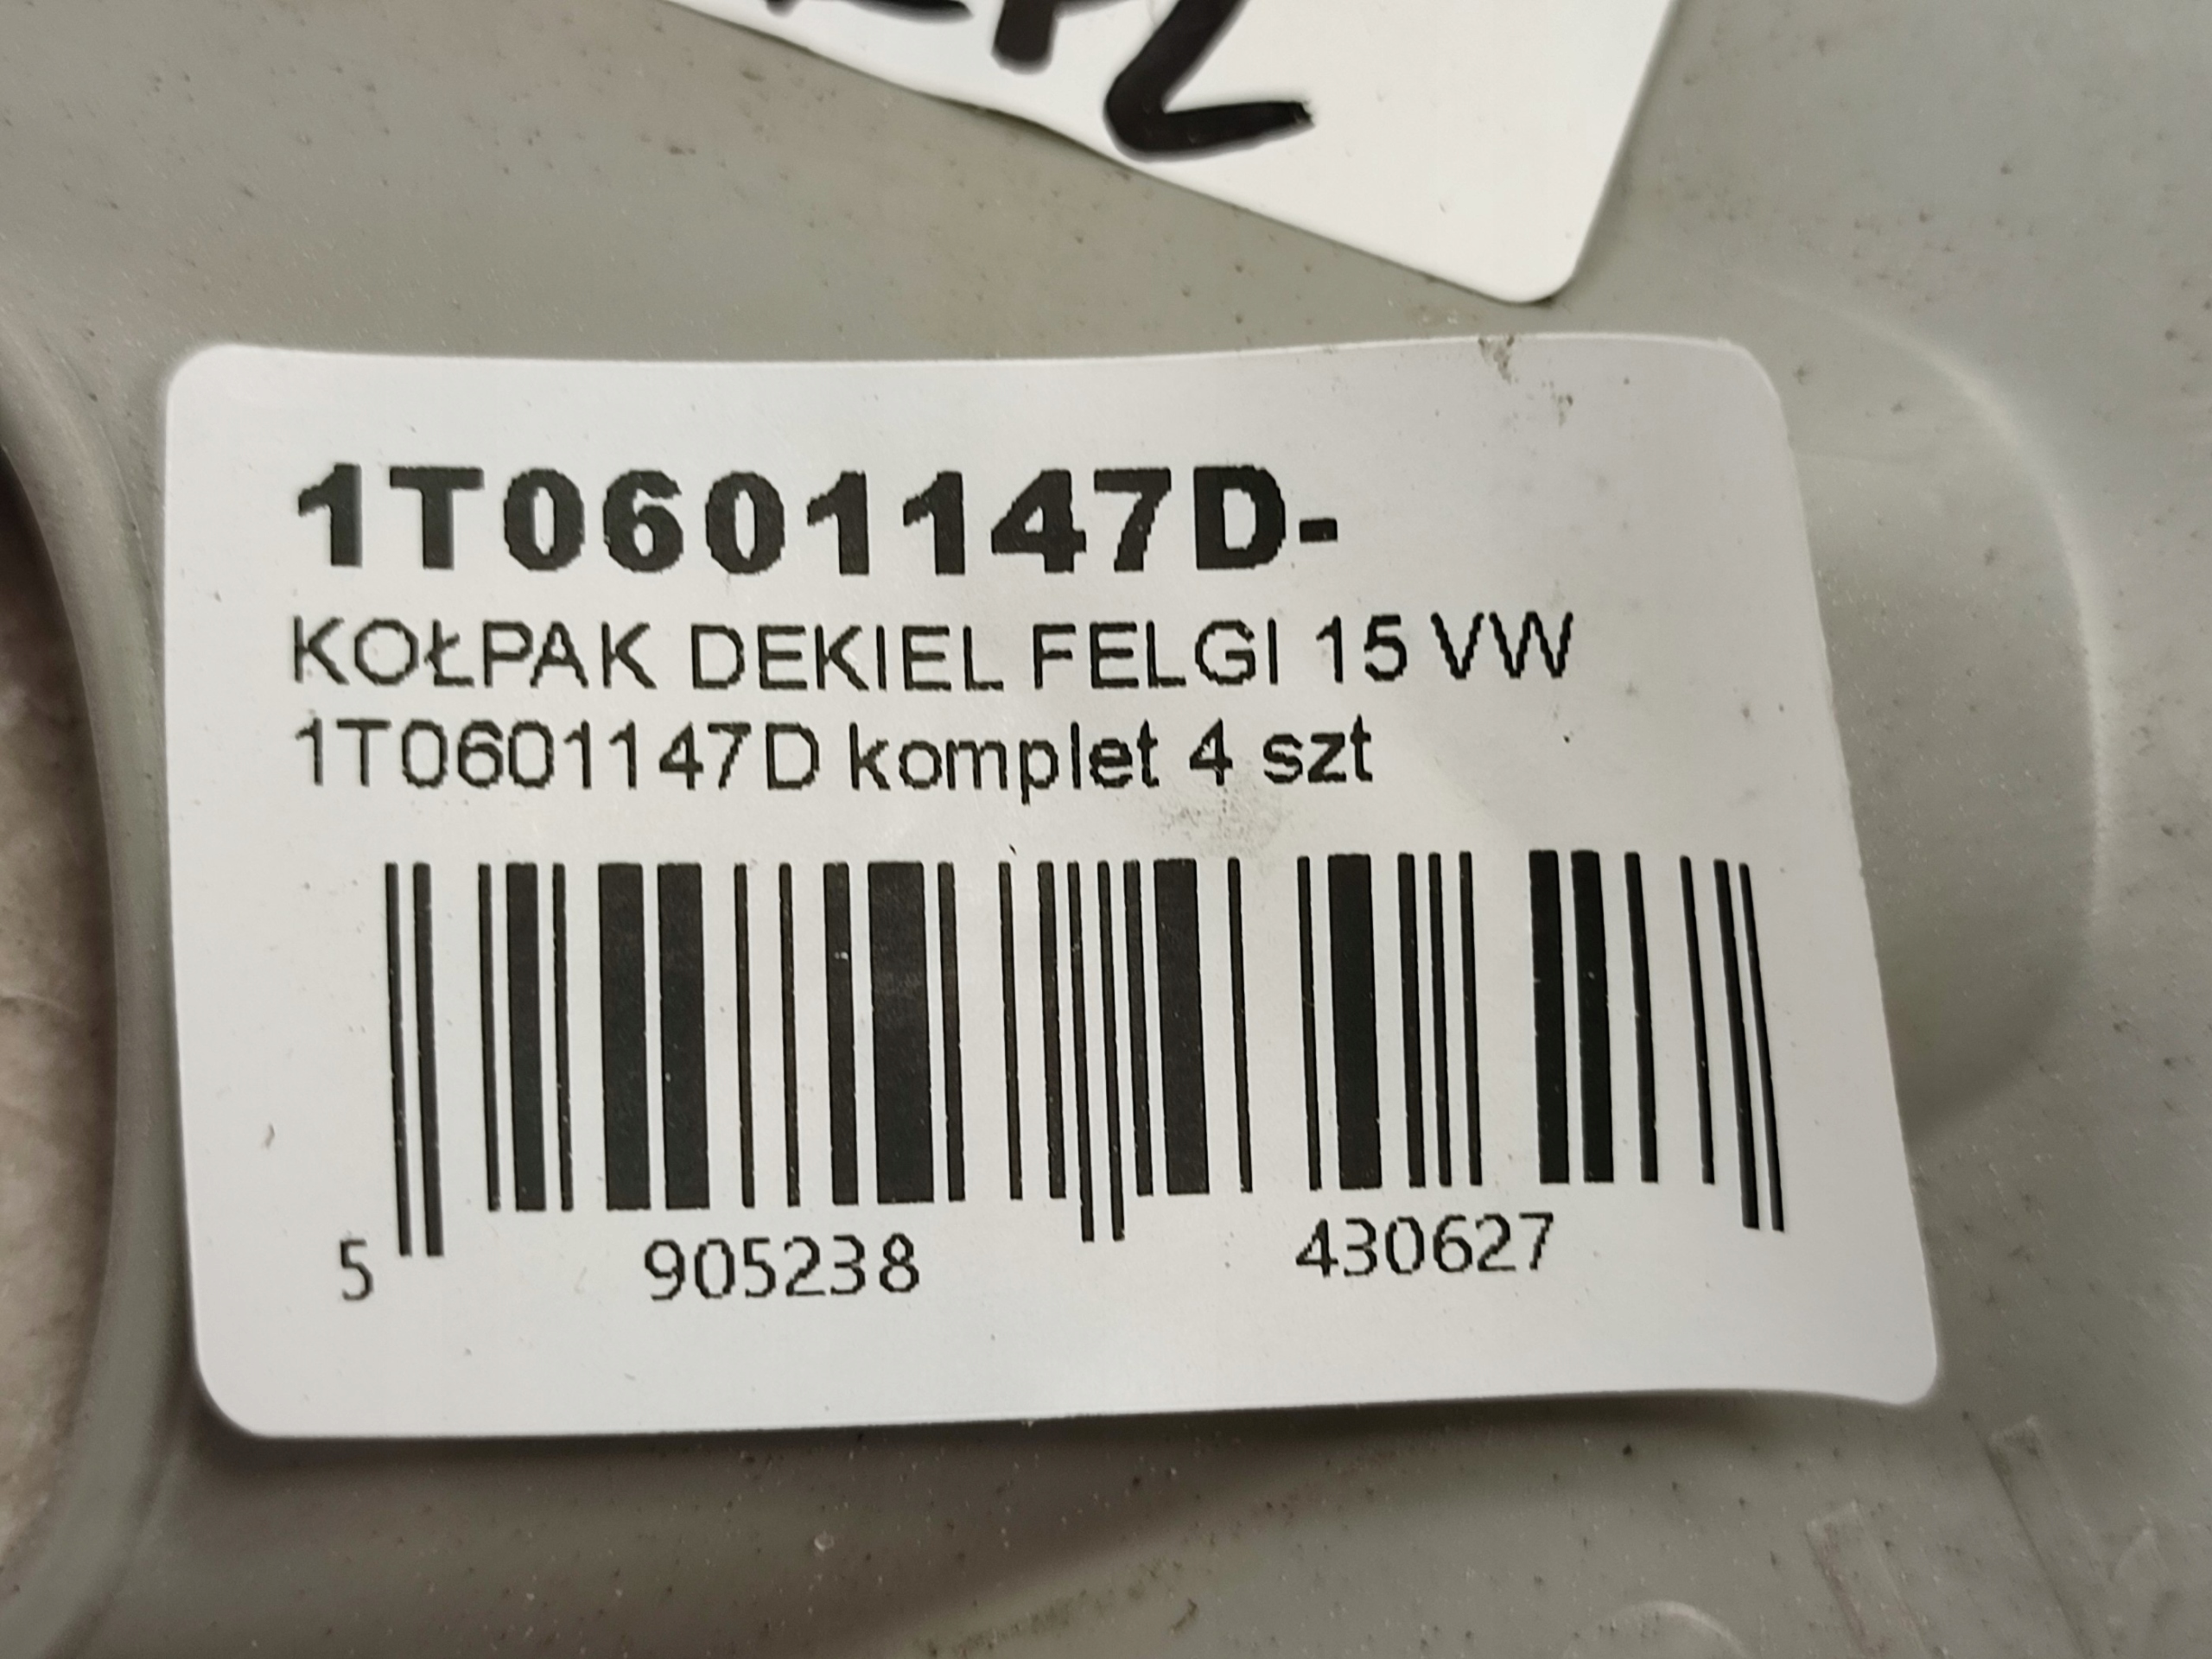 1T0601147D-
KOŁPAK DEKIEL FELGI 15 VW
1T0601147D komplet 4 szt
5 905238 430627